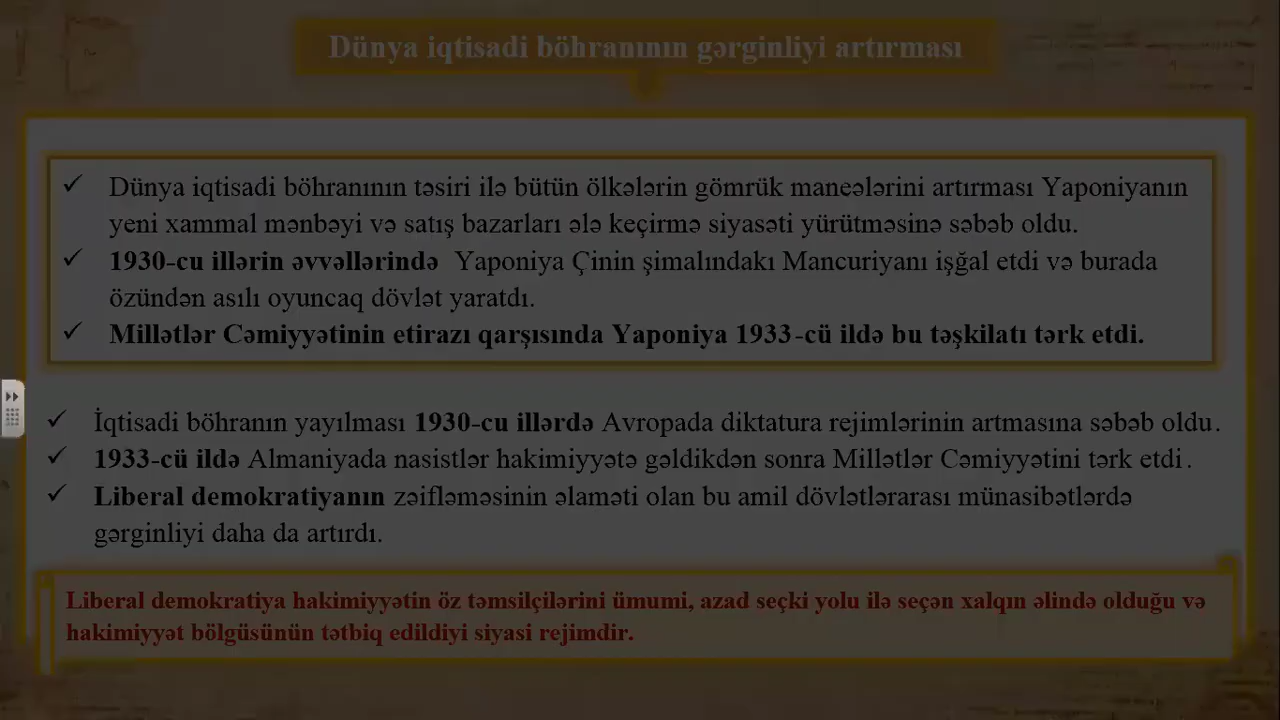 Dünya iqtisadi böhranının gərginliyi artırması
✓ Dünya iqtisadi böhranının təsiri ilə bütün ölkələrin gömrük maneələrini artırması Yaponiyanın
yeni xammal mənbəyi və satış bazarları ələ keçirmə siyasəti yürütməsinə səbəb oldu.
✓ 1930-cu illərin əvvəllərində Yaponiya Çinin şimalındakı Mancuriyanı işğal etdi və burada
özündən asılı oyuncaq dövlət yaratdı.
✓ Millətlər Cəmiyyətinin etirazı qarşısında Yaponiya 1933-cü ildə bu təşkilatı tərk etdi.
✓ İqtisadi böhranın yayılması 1930-cu illərdə Avropada diktatura rejimlərinin artmasına səbəb oldu.
✓ 1933-cü ildə Almaniyada nasistlər hakimiyyətə gəldikdən sonra Millətlər Cəmiyyətini tərk etdi.
✓ Liberal demokratiyanın zəifləməsinin əlaməti olan bu amil dövlətlərarası münasibətlərdə
gərginliyi daha da artırdı.
Liberal demokratiya hakimiyyətin öz təmsilçilərini ümumi, azad seçki yolu ilə seçən xalqın əlində olduğu və
hakimiyyət bölgüsünün tətbiq edildiyi siyasi rejimdir.